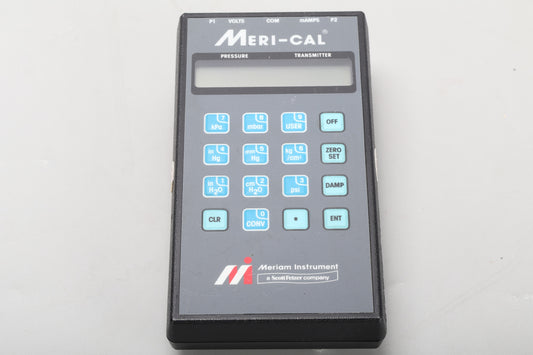 P1 VOLTS COM mAMPS P2
MERI-CAL®
PRESSURE TRANSMITTER
7 kPa 8 mbar 9 USER OFF
4 in Hg 5 mm Hg 6 kg /cm² ZERO SET
1 in H₂O 2 cm H₂O 3 psi DAMP
CLR 0 CONV . ENT
Meriam Instrument
a Scott Fetzer company